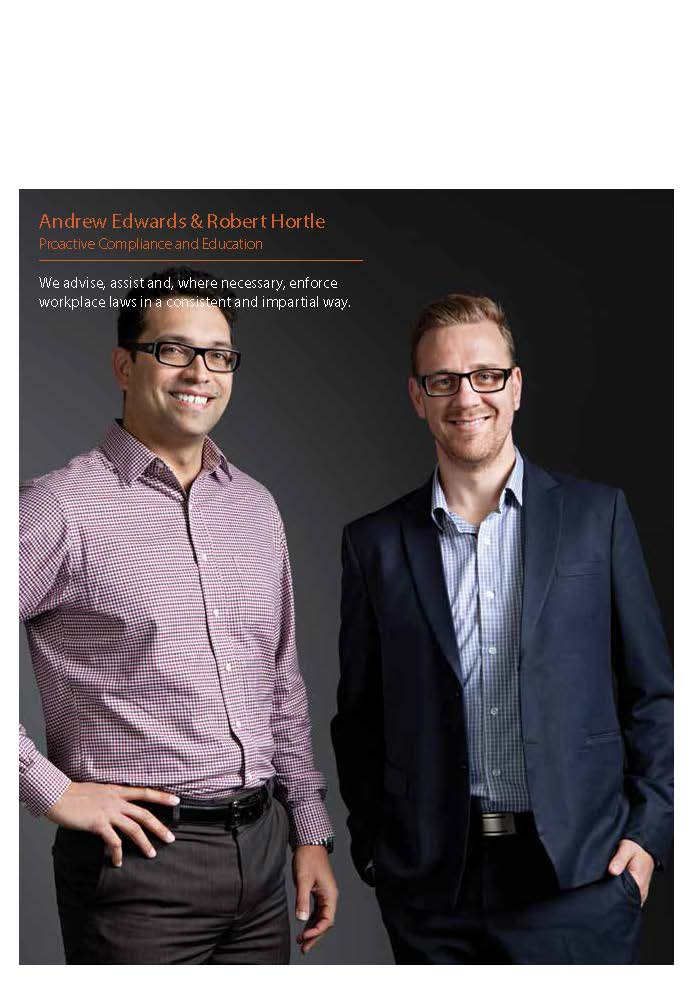 Andrew Edwards & Robert Hortle
Proactive Compliance and Education
We advise, assist and, where necessary, enforce
workplace laws in a consistent and impartial way.